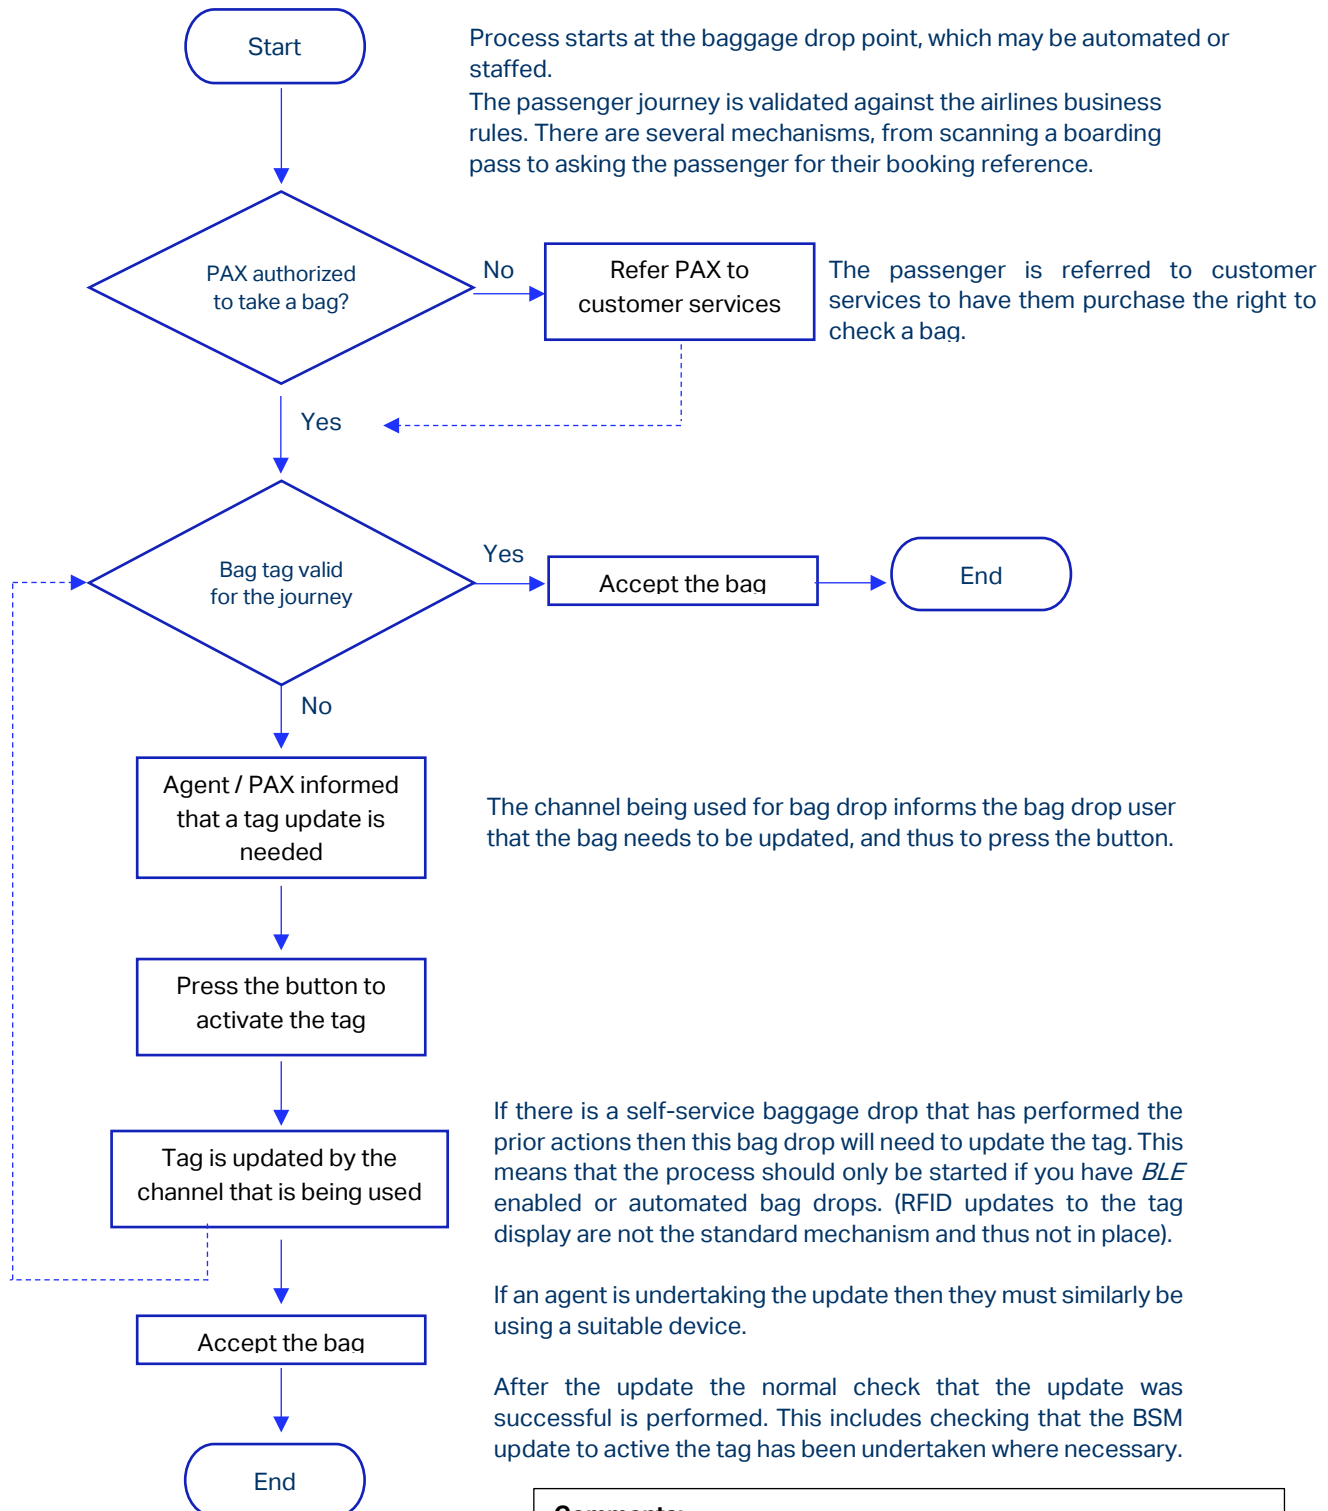 Start
Process starts at the baggage drop point, which may be automated or
staffed.
The passenger journey is validated against the airlines business
rules. There are several mechanisms, from scanning a boarding
pass to asking the passenger for their booking reference.
PAX authorized
to take a bag?
No
Refer PAX to
customer services
The passenger is referred to customer
services to have them purchase the right to
check a bag.
Yes
Bag tag valid
for the journey
Yes
Accept the bag
End
No
Agent / PAX informed
that a tag update is
needed
The channel being used for bag drop informs the bag drop user
that the bag needs to be updated, and thus to press the button.
Press the button to
activate the tag
Tag is updated by the
channel that is being used
If there is a self-service baggage drop that has performed the
prior actions then this bag drop will need to update the tag. This
means that the process should only be started if you have BLE
enabled or automated bag drops. (RFID updates to the tag
display are not the standard mechanism and thus not in place).
If an agent is undertaking the update then they must similarly be
using a suitable device.
Accept the bag
After the update the normal check that the update was
successful is performed. This includes checking that the BSM
update to active the tag has been undertaken where necessary.
End
Comments: